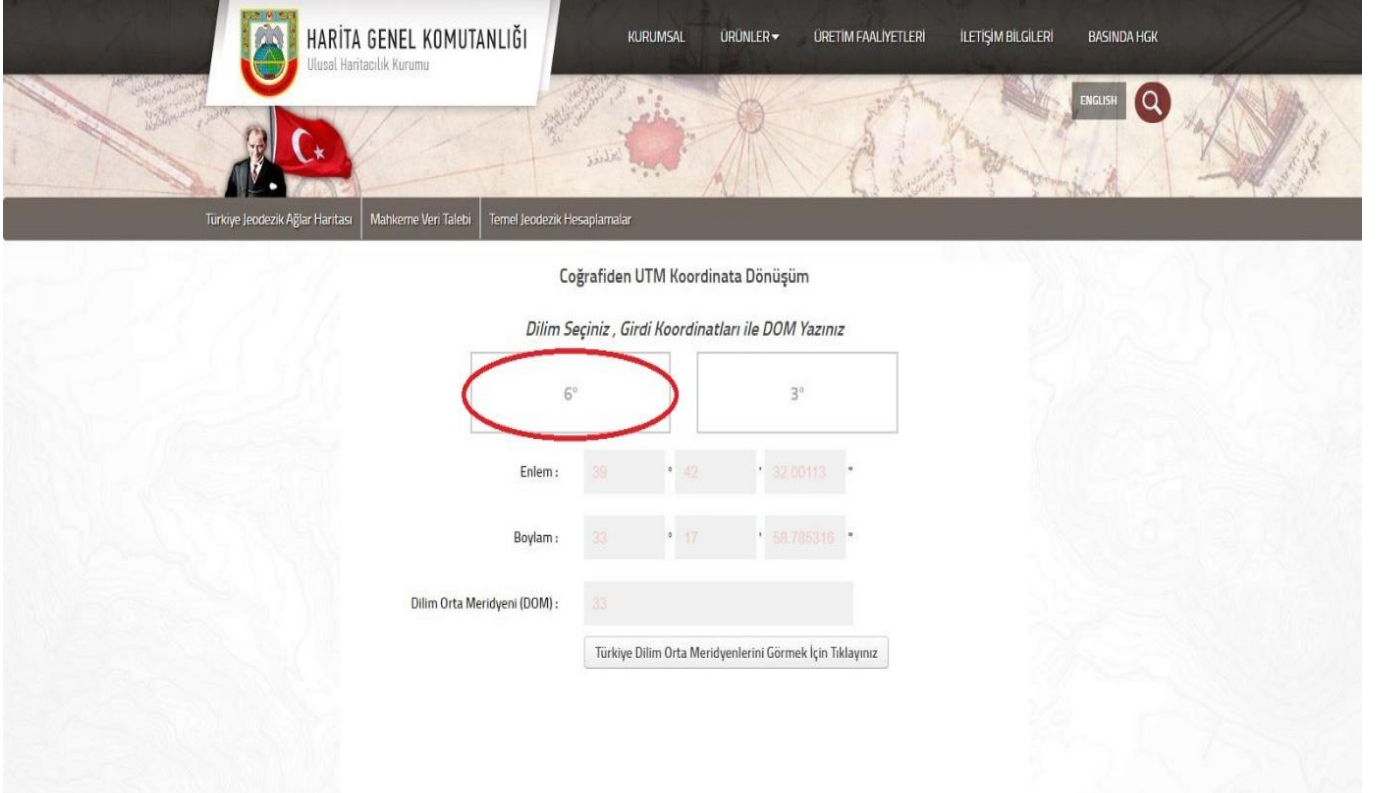 HARİTA GENEL KOMUTANLIĞI
Ulusal Haritacılık Kurumu
KURUMSAL ÜRÜNLER ÜRETİM FAALİYETLERİ İLETİŞİM BİLGİLERİ BASINDA HGK
ENGLISH
Türkiye Jeodezik Ağlar Haritası Mahkeme Veri Talebi Temel Jeodezik Hesaplamalar
Coğrafiden UTM Koordinata Dönüşüm
Dilim Seçiniz , Girdi Koordinatları ile DOM Yazınız
6° 3°
Enlem : 39 ° 42 ' 32.00113 "
Boylam : 33 ° 17 ' 58.785316 "
Dilim Orta Meridyeni (DOM) : 33
Türkiye Dilim Orta Meridyenlerini Görmek İçin Tıklayınız